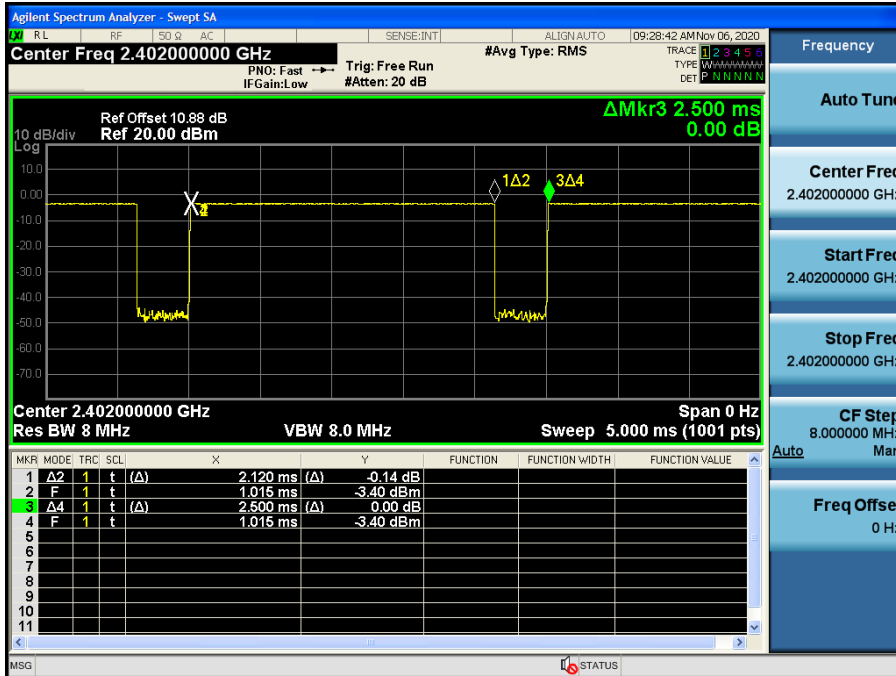 Agilent Spectrum Analyzer - Swept SA
LXI RL RF 50 Ω AC SENSE:INT ALIGN AUTO 09:28:42 AM Nov 06, 2020
Center Freq 2.402000000 GHz
PNO: Fast
IFGain:Low
Trig: Free Run
#Atten: 20 dB
#Avg Type: RMS
TRACE 1 2 3 4 5 6
TYPE WWWWWW
DET P N N N N N
ΔMkr3 2.500 ms
0.00 dB
Ref Offset 10.88 dB
10 dB/div Ref 20.00 dBm
Log
10.0
0.00
-10.0
-20.0
-30.0
-40.0
-50.0
-60.0
-70.0
1Δ2
3Δ4
Center 2.402000000 GHz Span 0 Hz
Res BW 8 MHz VBW 8.0 MHz Sweep 5.000 ms (1001 pts)
MKR MODE TRC SCL X Y FUNCTION FUNCTION WIDTH FUNCTION VALUE
1 Δ2 1 t (Δ) 2.120 ms (Δ) -0.14 dB
2 F 1 t 1.015 ms -3.40 dBm
3 Δ4 1 t (Δ) 2.500 ms (Δ) 0.00 dB
4 F 1 t 1.015 ms -3.40 dBm
5
6
7
8
9
10
11
MSG STATUS
Frequency
Auto Tune
Center Freq
2.402000000 GHz
Start Freq
2.402000000 GHz
Stop Freq
2.402000000 GHz
CF Step
8.000000 MHz
Auto Man
Freq Offset
0 Hz